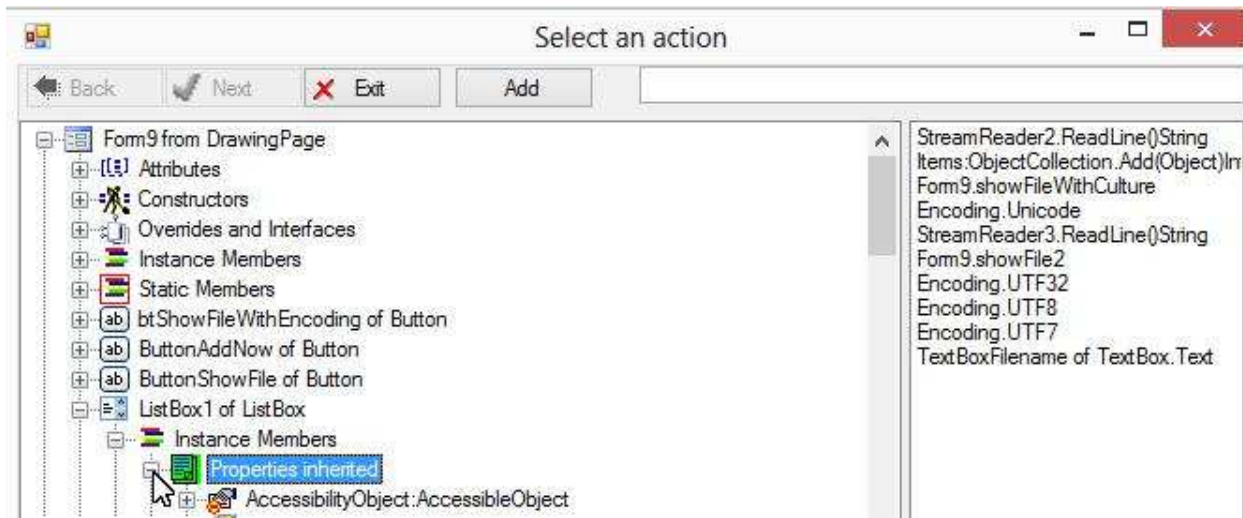 Select an action
Back Next Exit Add
Form9 from DrawingPage
Attributes
Constructors
Overrides and Interfaces
Instance Members
Static Members
btShowFileWithEncoding of Button
ButtonAddNow of Button
ButtonShowFile of Button
ListBox1 of ListBox
Instance Members
Properties inherited
AccessibilityObject:AccessibleObject
StreamReader2.ReadLine()String
Items:ObjectCollection.Add(Object)In
Form9.showFileWithCulture
Encoding.Unicode
StreamReader3.ReadLine()String
Form9.showFile2
Encoding.UTF32
Encoding.UTF8
Encoding.UTF7
TextBoxFilename of TextBox.Text